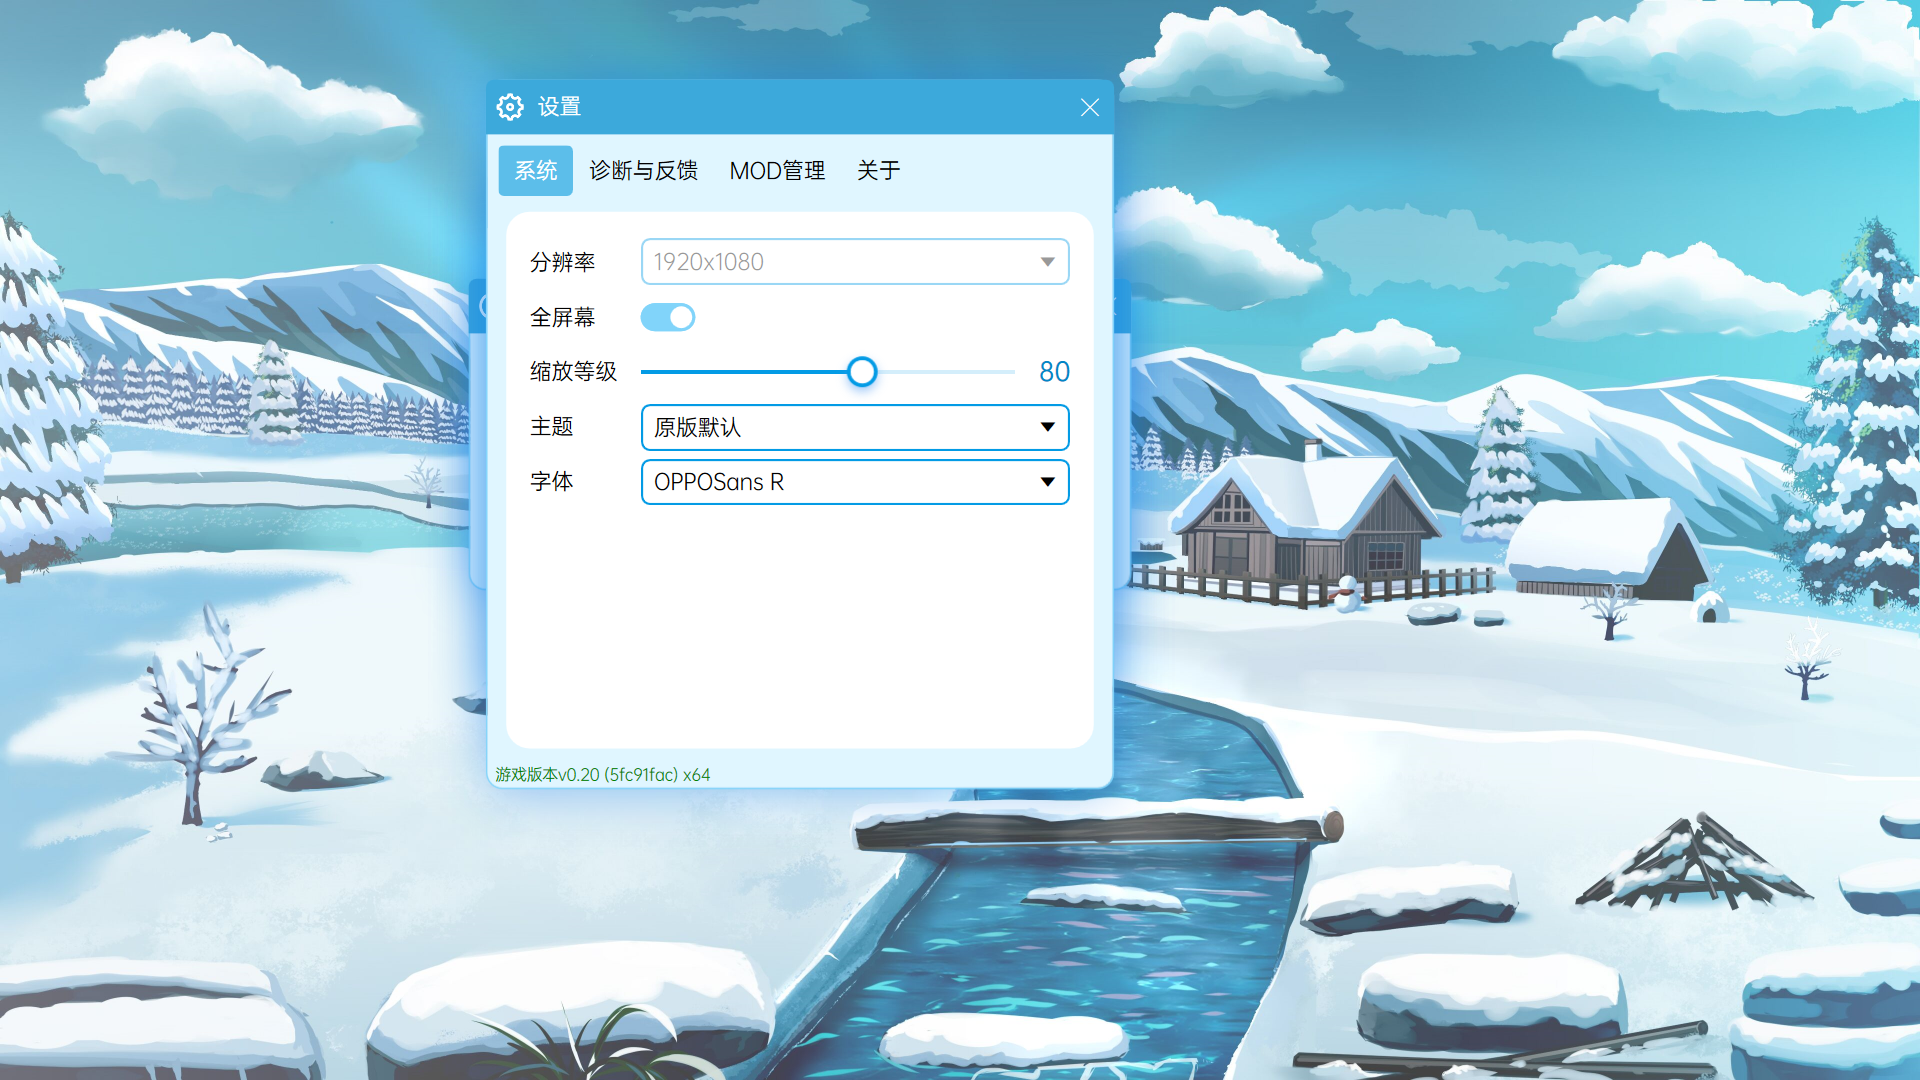 设置
系统 诊断与反馈 MOD管理 关于
分辨率 1920x1080
全屏幕
缩放等级 80
主题 原版默认
字体 OPPOSans R
游戏版本v0.20 (5fc91fac) x64